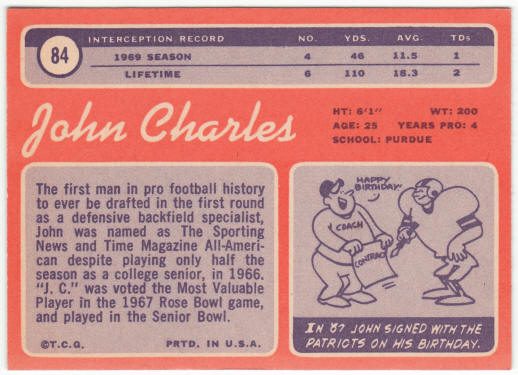 84
INTERCEPTION RECORD NO. YDS. AVG. TDs
1969 SEASON 4 46 11.5 1
LIFETIME 6 110 18.3 2
John Charles
HT: 6'1" WT: 200
AGE: 25 YEARS PRO: 4
SCHOOL: PURDUE
The first man in pro football history
to ever be drafted in the first round
as a defensive backfield specialist,
John was named as The Sporting
News and Time Magazine All-Ameri-
can despite playing only half the
season as a college senior, in 1966.
"J. C." was voted the Most Valuable
Player in the 1967 Rose Bowl game,
and played in the Senior Bowl.
©T.C.G. PRTD. IN U.S.A.
HAPPY
BIRTHDAY"
COACH
CONTRACT
IN '67 JOHN SIGNED WITH THE
PATRIOTS ON HIS BIRTHDAY.